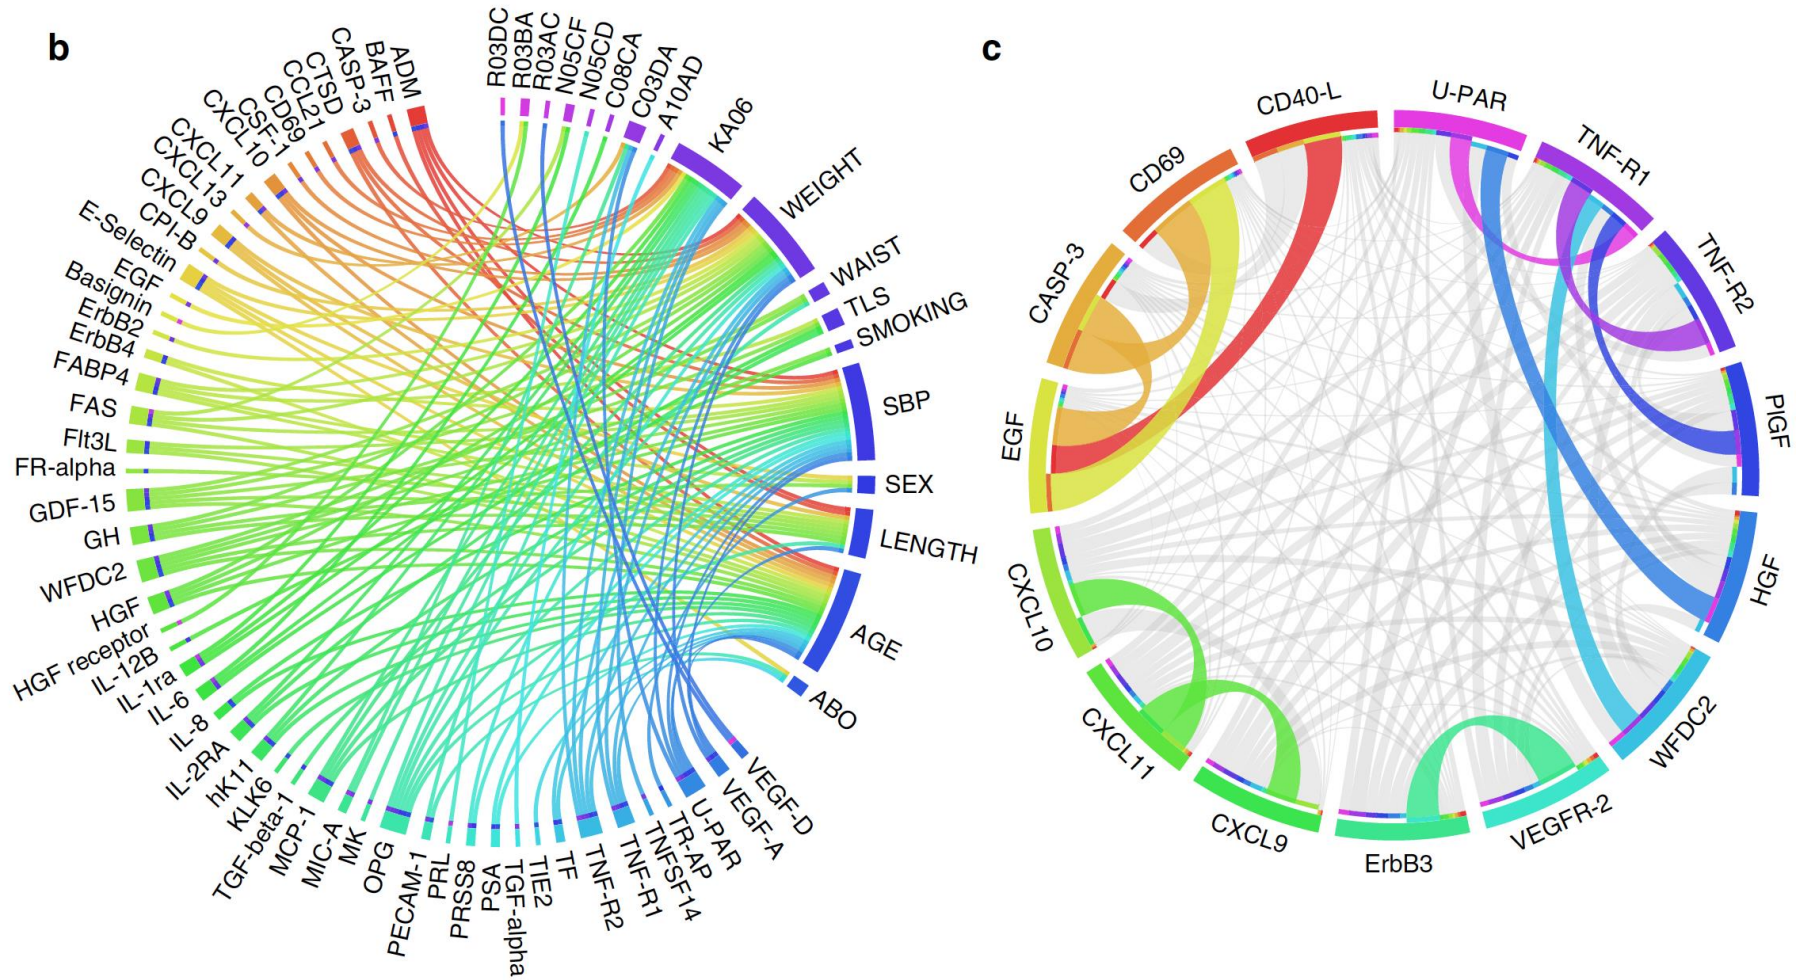 b
ADM
BAFF
CASP-3
CTSD
CCL21
CD69
CSF-1
CXCL10
CXCL11
CXCL13
CXCL9
CPI-B
E-Selectin
EGF
Basignin
ErbB2
ErbB4
FABP4
FAS
Flt3L
FR-alpha
GDF-15
GH
WFDC2
HGF
HGF receptor
IL-12B
IL-1ra
IL-6
IL-8
IL-2RA
hK11
KLK6
TGF-beta-1
MCP-1
MIC-A
MK
OPG
PECAM-1
PRL
PRSS8
PSA
TGF-alpha
TIE2
TF
TNF-R2
TNF-R1
TNFSF14
TR-AP
U-PAR
VEGF-A
VEGF-D
ABO
AGE
LENGTH
SEX
SBP
SMOKING
TLS
WAIST
WEIGHT
KA06
A10AD
C03DA
C08CA
N05CD
N05CF
R03AC
R03BA
R03DC
c
U-PAR
TNF-R1
TNF-R2
PlGF
HGF
WFDC2
VEGFR-2
ErbB3
CXCL9
CXCL11
CXCL10
EGF
CASP-3
CD69
CD40-L